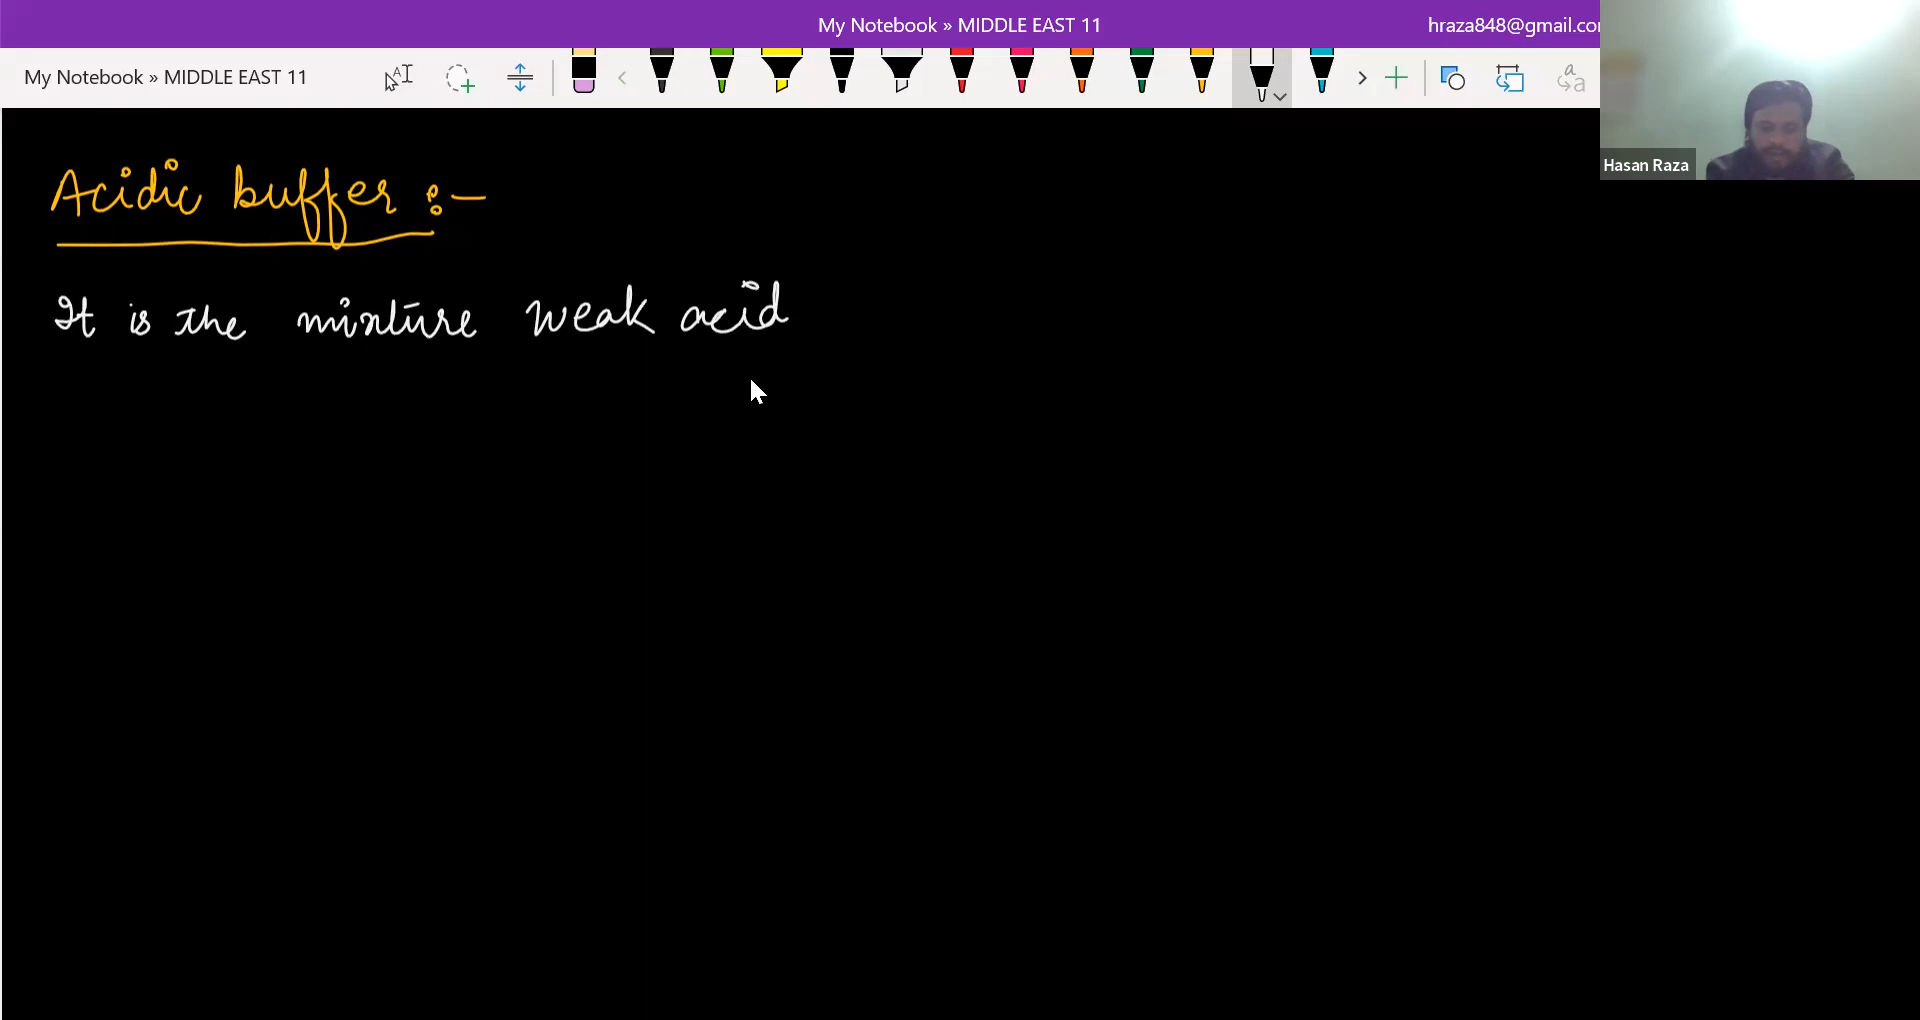 My Notebook » MIDDLE EAST 11
hraza848@gmail.co
My Notebook » MIDDLE EAST 11
Hasan Raza
Acidic buffer :-
It is the mixture weak acid